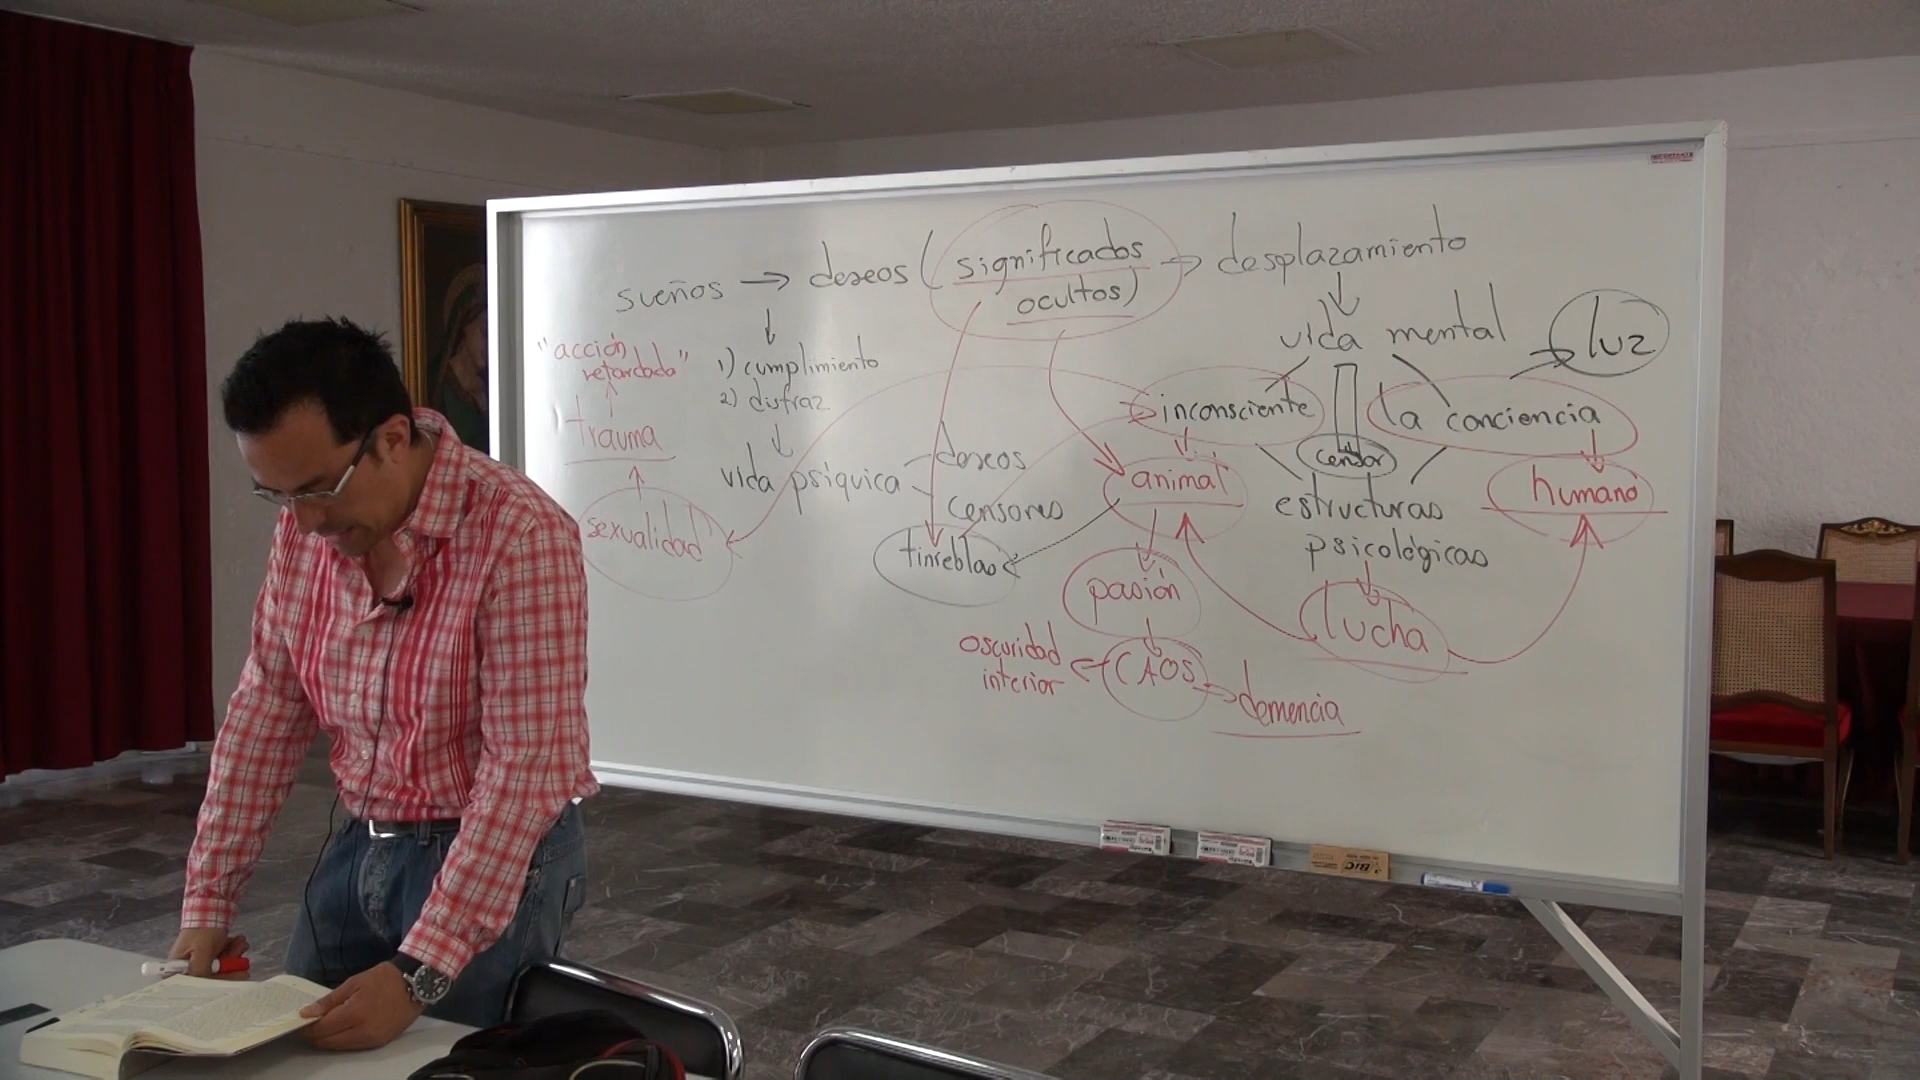 sueños → deseos (significados ocultos) → desplazamiento
"acción retardada"
trauma
sexualidad
1) cumplimiento
2) disfraz
vida psíquica
deseos
censores
tinieblas
vida mental
luz
inconsciente
la conciencia
censor
animal
humano
estructuras
psicológicas
pasión
lucha
oscuridad
interior
CAOS
demencia
BIC